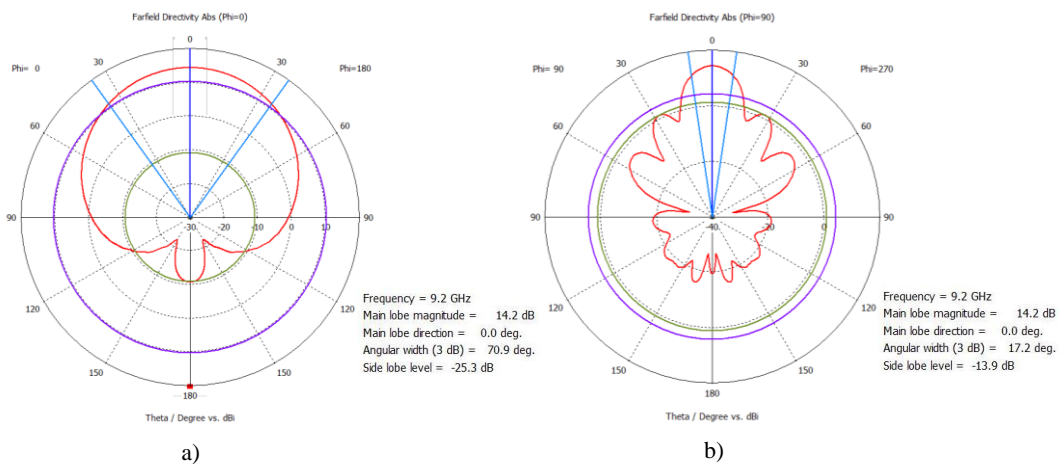 Farfield Directivity Abs (Phi=0)
0
30
30
Phi= 0
Phi=180
60
60
90
90
-30
-20
-10
0
10
120
120
150
150
180
Theta / Degree vs. dBi
Frequency = 9.2 GHz
Main lobe magnitude = 14.2 dB
Main lobe direction = 0.0 deg.
Angular width (3 dB) = 70.9 deg.
Side lobe level = -25.3 dB
a)
Farfield Directivity Abs (Phi=90)
0
30
30
Phi= 90
Phi=270
60
60
90
90
-40
-20
0
120
120
150
150
180
Theta / Degree vs. dBi
Frequency = 9.2 GHz
Main lobe magnitude = 14.2 dB
Main lobe direction = 0.0 deg.
Angular width (3 dB) = 17.2 deg.
Side lobe level = -13.9 dB
b)